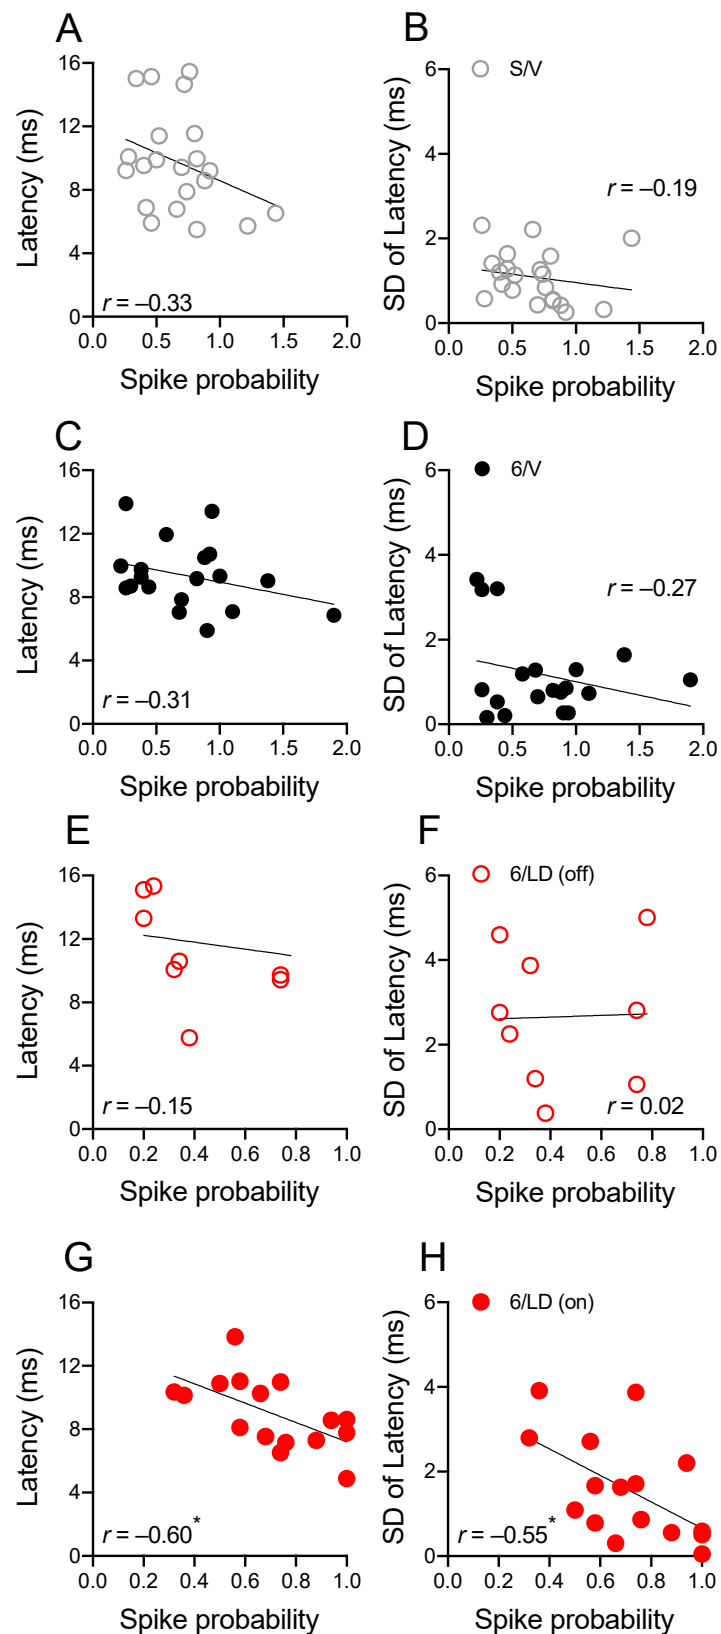 A
B
16
12
8
4
0
Latency (ms)
r = –0.33
0.0 0.5 1.0 1.5 2.0
Spike probability
6
4
2
0
SD of Latency (ms)
S/V
r = –0.19
0.0 0.5 1.0 1.5 2.0
Spike probability
C
D
16
12
8
4
0
Latency (ms)
r = –0.31
0.0 0.5 1.0 1.5 2.0
Spike probability
6
4
2
0
SD of Latency (ms)
6/V
r = –0.27
0.0 0.5 1.0 1.5 2.0
Spike probability
E
F
16
12
8
4
0
Latency (ms)
r = –0.15
0.0 0.2 0.4 0.6 0.8 1.0
Spike probability
6
4
2
0
SD of Latency (ms)
6/LD (off)
r = 0.02
0.0 0.2 0.4 0.6 0.8 1.0
Spike probability
G
H
16
12
8
4
0
Latency (ms)
r = –0.60*
0.0 0.2 0.4 0.6 0.8 1.0
Spike probability
6
4
2
0
SD of Latency (ms)
6/LD (on)
r = –0.55*
0.0 0.2 0.4 0.6 0.8 1.0
Spike probability